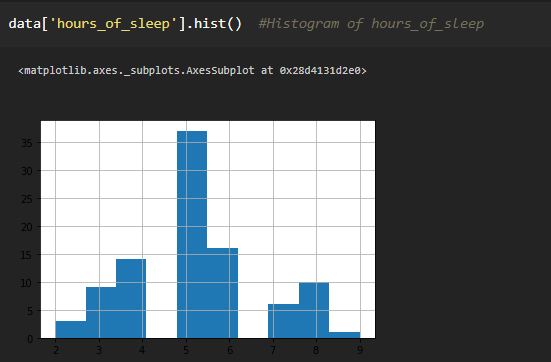 data['hours_of_sleep'].hist()  #Histogram of hours_of_sleep
<matplotlib.axes._subplots.AxesSubplot at 0x28d4131d2e0>
35
30
25
20
15
10
5
0
2 3 4 5 6 7 8 9